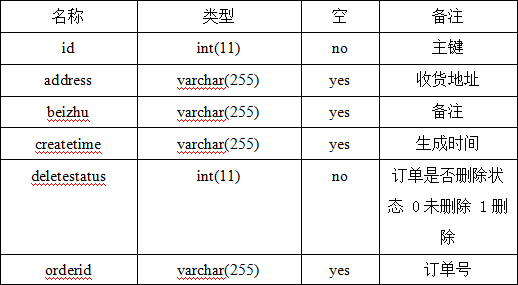 名称 类型 空 备注
id int(11) no 主键
address varchar(255) yes 收货地址
beizhu varchar(255) yes 备注
createtime varchar(255) yes 生成时间
deletestatus int(11) no 订单是否删除状
态 0未删除 1删
除
orderid varchar(255) yes 订单号